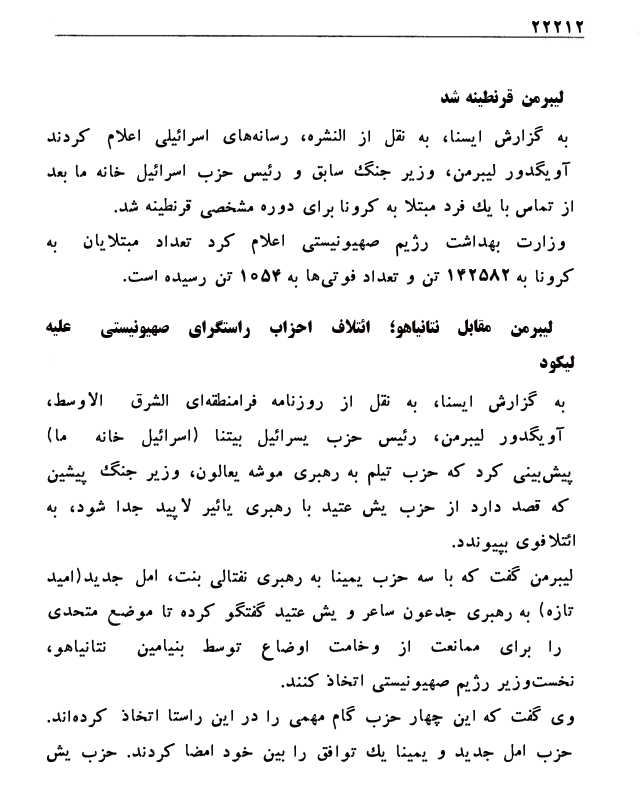 ۲۲۲۱۲
لیبرمن قرنطینه شد
به گزارش ایسنا، به نقل از النشره، رسانه‌های اسرائیلی اعلام کردند
آویگدور لیبرمن، وزیر جنگ سابق و رئیس حزب اسرائیل خانه ما بعد
از تماس با یك فرد مبتلا به کرونا برای دوره مشخصی قرنطینه شد.
وزارت بهداشت رژیم صهیونیستی اعلام کرد تعداد مبتلایان به
کرونا به ۱۴۲۵۸۲ تن و تعداد فوتی‌ها به ۱۰۵۴ تن رسیده است.
لیبرمن مقابل نتانیاهو؛ ائتلاف احزاب راستگرای صهیونیستی علیه
لیکود
به گزارش ایسنا، به نقل از روزنامه فرامنطقه‌ای الشرق الاوسط،
آویگدور لیبرمن، رئیس حزب یسرائیل بیتنا (اسرائیل خانه ما)
پیش‌بینی کرد که حزب تیلم به رهبری موشه یعالون، وزیر جنگ پیشین
که قصد دارد از حزب یش عتید با رهبری یائیر لاپید جدا شود، به
ائتلافوی بپیوندد.
لیبرمن گفت که با سه حزب یمینا به رهبری نفتالی بنت، امل جدید(امید
تازه) به رهبری جدعون ساعر و یش عتید گفتگو کرده تا موضع متحدی
را برای ممانعت از وخامت اوضاع توسط بنیامین نتانیاهو،
نخست‌وزیر رژیم صهیونیستی اتخاذ کنند.
وی گفت که این چهار حزب گام مهمی را در این راستا اتخاذ کرده‌اند.
حزب امل جدید و یمینا یك توافق را بین خود امضا کردند. حزب یش